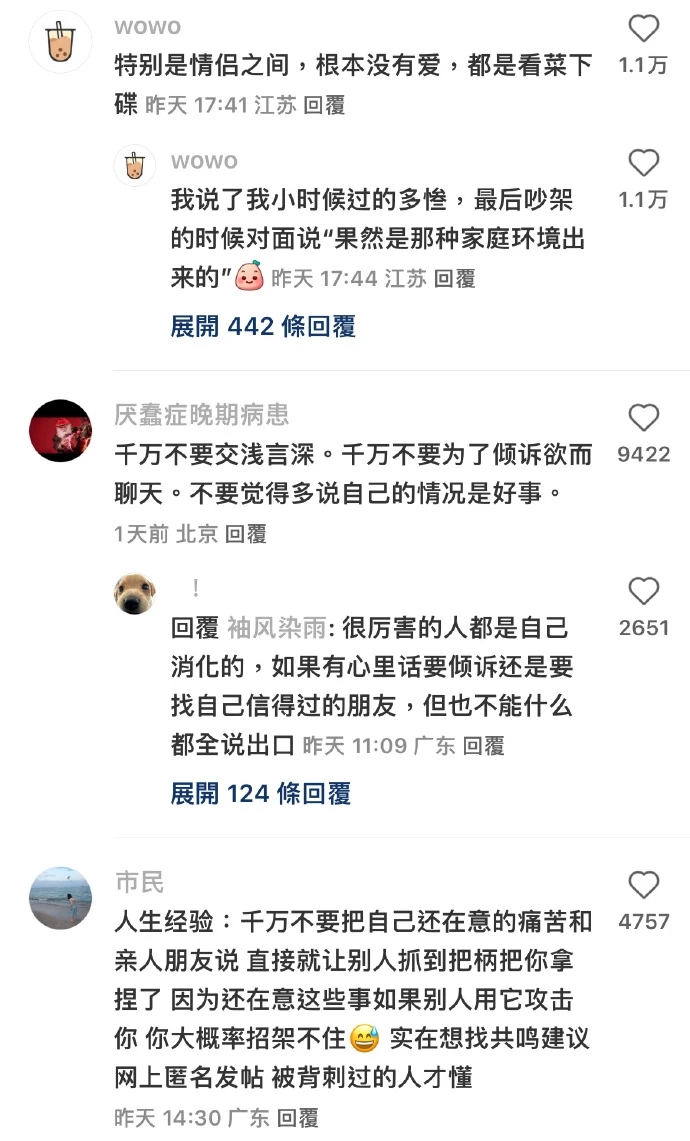 wowo
特别是情侣之间，根本没有爱，都是看菜下
碟 昨天 17:41 江苏 回覆
1.1万
wowo
我说了我小时候过的多惨，最后吵架
的时候对面说“果然是那种家庭环境出
来的” 昨天 17:44 江苏 回覆
1.1万
展開 442 條回覆
厌蠢症晚期病患
千万不要交浅言深。千万不要为了倾诉欲而
聊天。不要觉得多说自己的情况是好事。
1天前 北京 回覆
9422
！
回覆 袖风染雨: 很厉害的人都是自己
消化的，如果有心里话要倾诉还是要
找自己信得过的朋友，但也不能什么
都全说出口 昨天 11:09 广东 回覆
2651
展開 124 條回覆
市民
人生经验：千万不要把自己还在意的痛苦和
亲人朋友说 直接就让别人抓到把柄把你拿
捏了 因为还在意这些事如果别人用它攻击
你 你大概率招架不住 实在想找共鸣建议
网上匿名发帖 被背刺过的人才懂
昨天 14:30 广东 回覆
4757